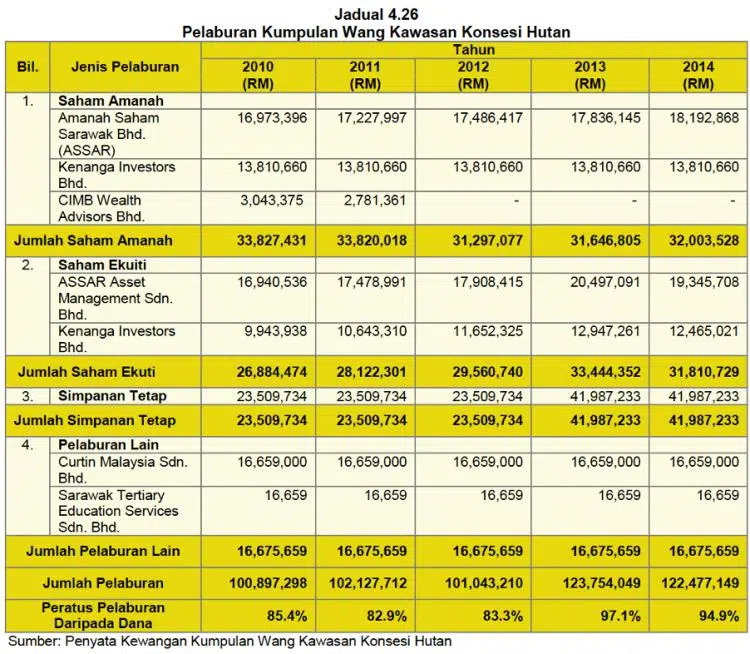 Jadual 4.26
Pelaburan Kumpulan Wang Kawasan Konsesi Hutan
Bil. Jenis Pelaburan Tahun
2010 (RM) 2011 (RM) 2012 (RM) 2013 (RM) 2014 (RM)
1. Saham Amanah
Amanah Saham Sarawak Bhd. (ASSAR) 16,973,396 17,227,997 17,486,417 17,836,145 18,192,868
Kenanga Investors Bhd. 13,810,660 13,810,660 13,810,660 13,810,660 13,810,660
CIMB Wealth Advisors Bhd. 3,043,375 2,781,361 - - -
Jumlah Saham Amanah 33,827,431 33,820,018 31,297,077 31,646,805 32,003,528
2. Saham Ekuiti
ASSAR Asset Management Sdn. Bhd. 16,940,536 17,478,991 17,908,415 20,497,091 19,345,708
Kenanga Investors Bhd. 9,943,938 10,643,310 11,652,325 12,947,261 12,465,021
Jumlah Saham Ekuti 26,884,474 28,122,301 29,560,740 33,444,352 31,810,729
3. Simpanan Tetap 23,509,734 23,509,734 23,509,734 41,987,233 41,987,233
Jumlah Simpanan Tetap 23,509,734 23,509,734 23,509,734 41,987,233 41,987,233
4. Pelaburan Lain
Curtin Malaysia Sdn. Bhd. 16,659,000 16,659,000 16,659,000 16,659,000 16,659,000
Sarawak Tertiary Education Services Sdn. Bhd. 16,659 16,659 16,659 16,659 16,659
Jumlah Pelaburan Lain 16,675,659 16,675,659 16,675,659 16,675,659 16,675,659
Jumlah Pelaburan 100,897,298 102,127,712 101,043,210 123,754,049 122,477,149
Peratus Pelaburan Daripada Dana 85.4% 82.9% 83.3% 97.1% 94.9%
Sumber: Penyata Kewangan Kumpulan Wang Kawasan Konsesi Hutan